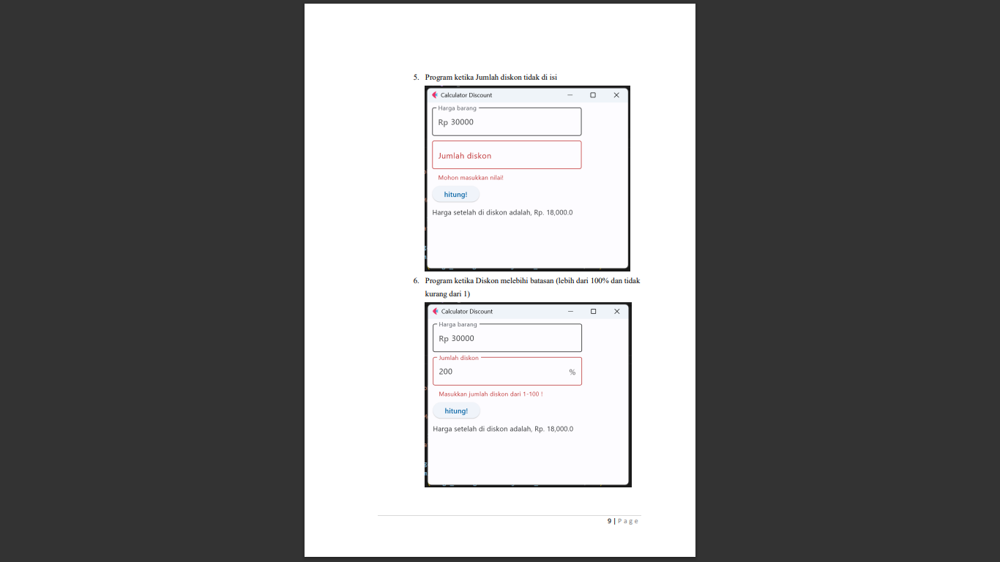 5. Program ketika Jumlah diskon tidak di isi
Calculator Discount
Harga barang
Rp 30000
Jumlah diskon
Mohon masukkan nilai!
hitung!
Harga setelah di diskon adalah, Rp. 18,000.0
6. Program ketika Diskon melebihi batasan (lebih dari 100% dan tidak
kurang dari 1)
Calculator Discount
Harga barang
Rp 30000
Jumlah diskon
200 %
Masukkan jumlah diskon dari 1-100 !
hitung!
Harga setelah di diskon adalah, Rp. 18,000.0
9 | Page